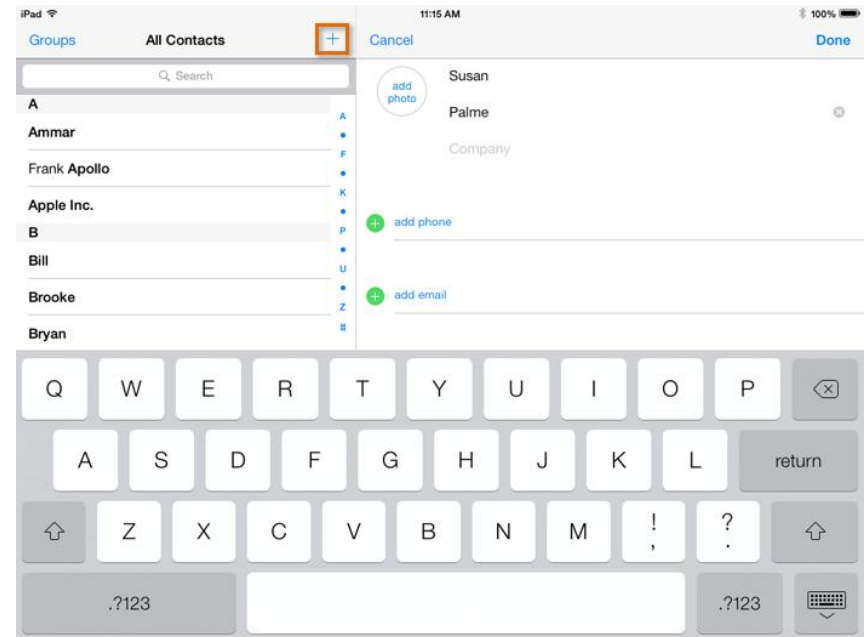 iPad 11:15 AM 100%
Groups All Contacts + Cancel Done
Search
A
Ammar
Frank Apollo
Apple Inc.
B
Bill
Brooke
Bryan
A
F
K
P
U
Z
#
add
photo
Susan
Palme
Company
add phone
add email
Q W E R T Y U I O P
A S D F G H J K L return
Z X C V B N M ! , ? .
.?123 .?123